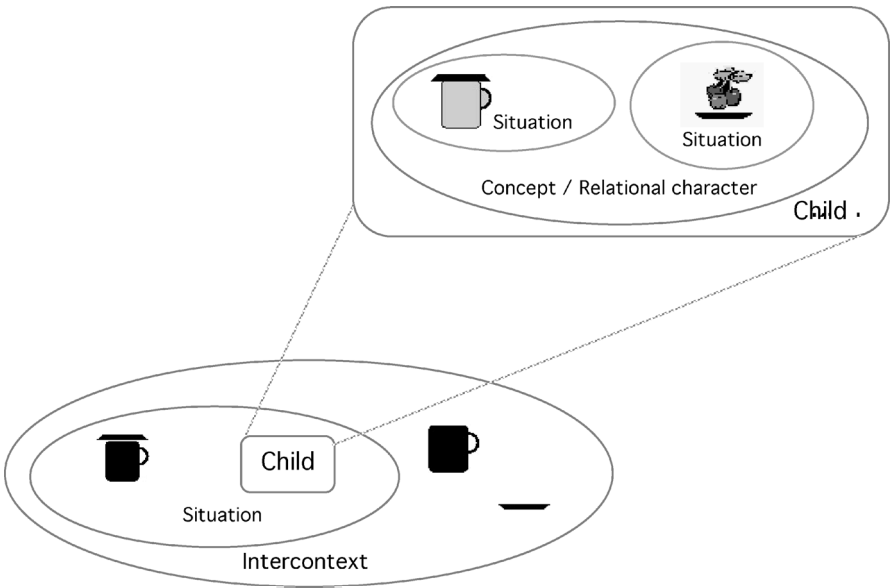 Situation
Situation
Concept / Relational character
Child
Child
Situation
Intercontext